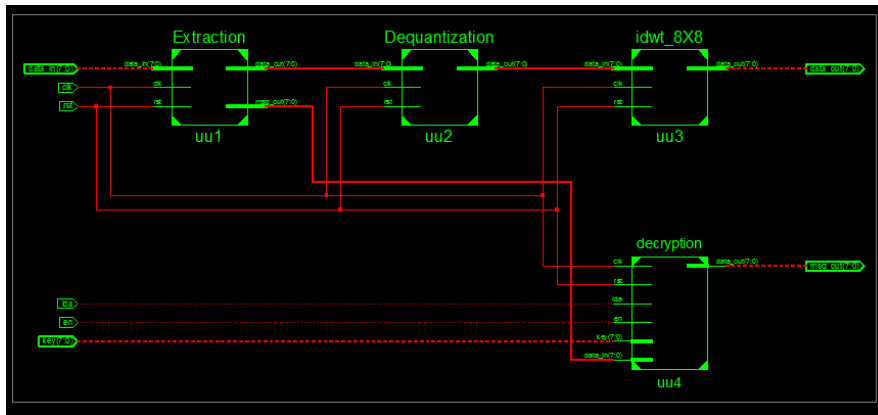 Extraction Dequantization idwt_8X8
data_in(7:0) data_in(7:0) data_out(7:0) data_in(7:0) data_out(7:0) data_in(7:0) data_out(7:0) data_out(7:0)
clk clk clk clk
rst rst msg_out(7:0) rst rst
uu1 uu2 uu3
decryption
clk data_out(7:0) msg_out(7:0)
rst
lda lda
en en
key(7:0) key(7:0)
data_in(7:0)
uu4